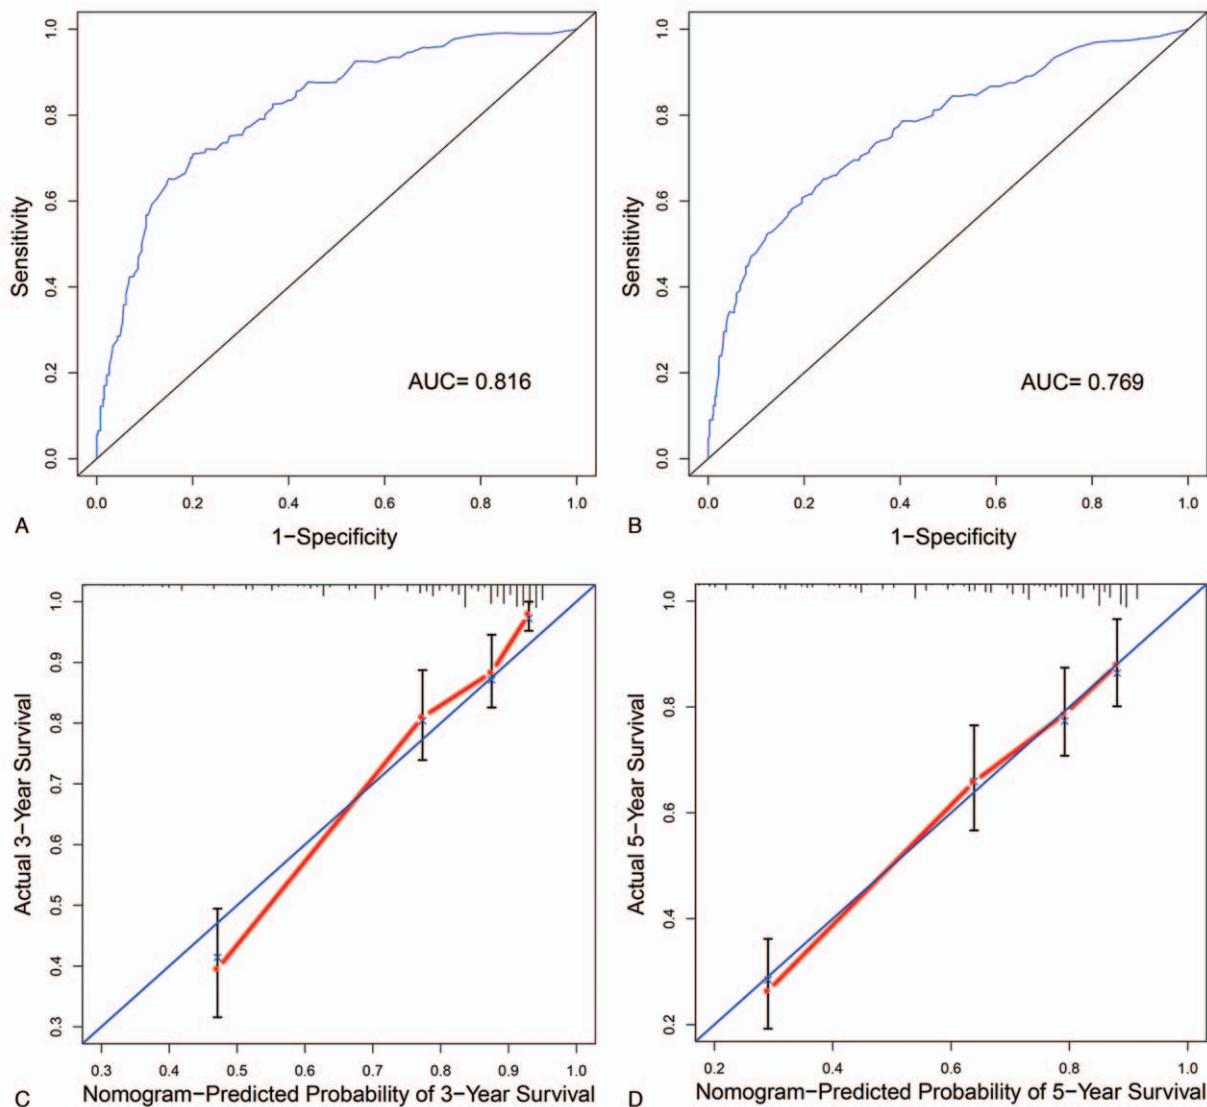 1.0
0.8
0.6
0.4
0.2
0.0
Sensitivity
AUC= 0.816
0.0 0.2 0.4 0.6 0.8 1.0
1−Specificity
A
1.0
0.8
0.6
0.4
0.2
0.0
Sensitivity
AUC= 0.769
0.0 0.2 0.4 0.6 0.8 1.0
1−Specificity
B
1.0
0.9
0.8
0.7
0.6
0.5
0.4
0.3
Actual 3−Year Survival
0.3 0.4 0.5 0.6 0.7 0.8 0.9 1.0
Nomogram−Predicted Probability of 3−Year Survival
C
1.0
0.8
0.6
0.4
0.2
Actual 5−Year Survival
0.2 0.4 0.6 0.8 1.0
Nomogram−Predicted Probability of 5−Year Survival
D